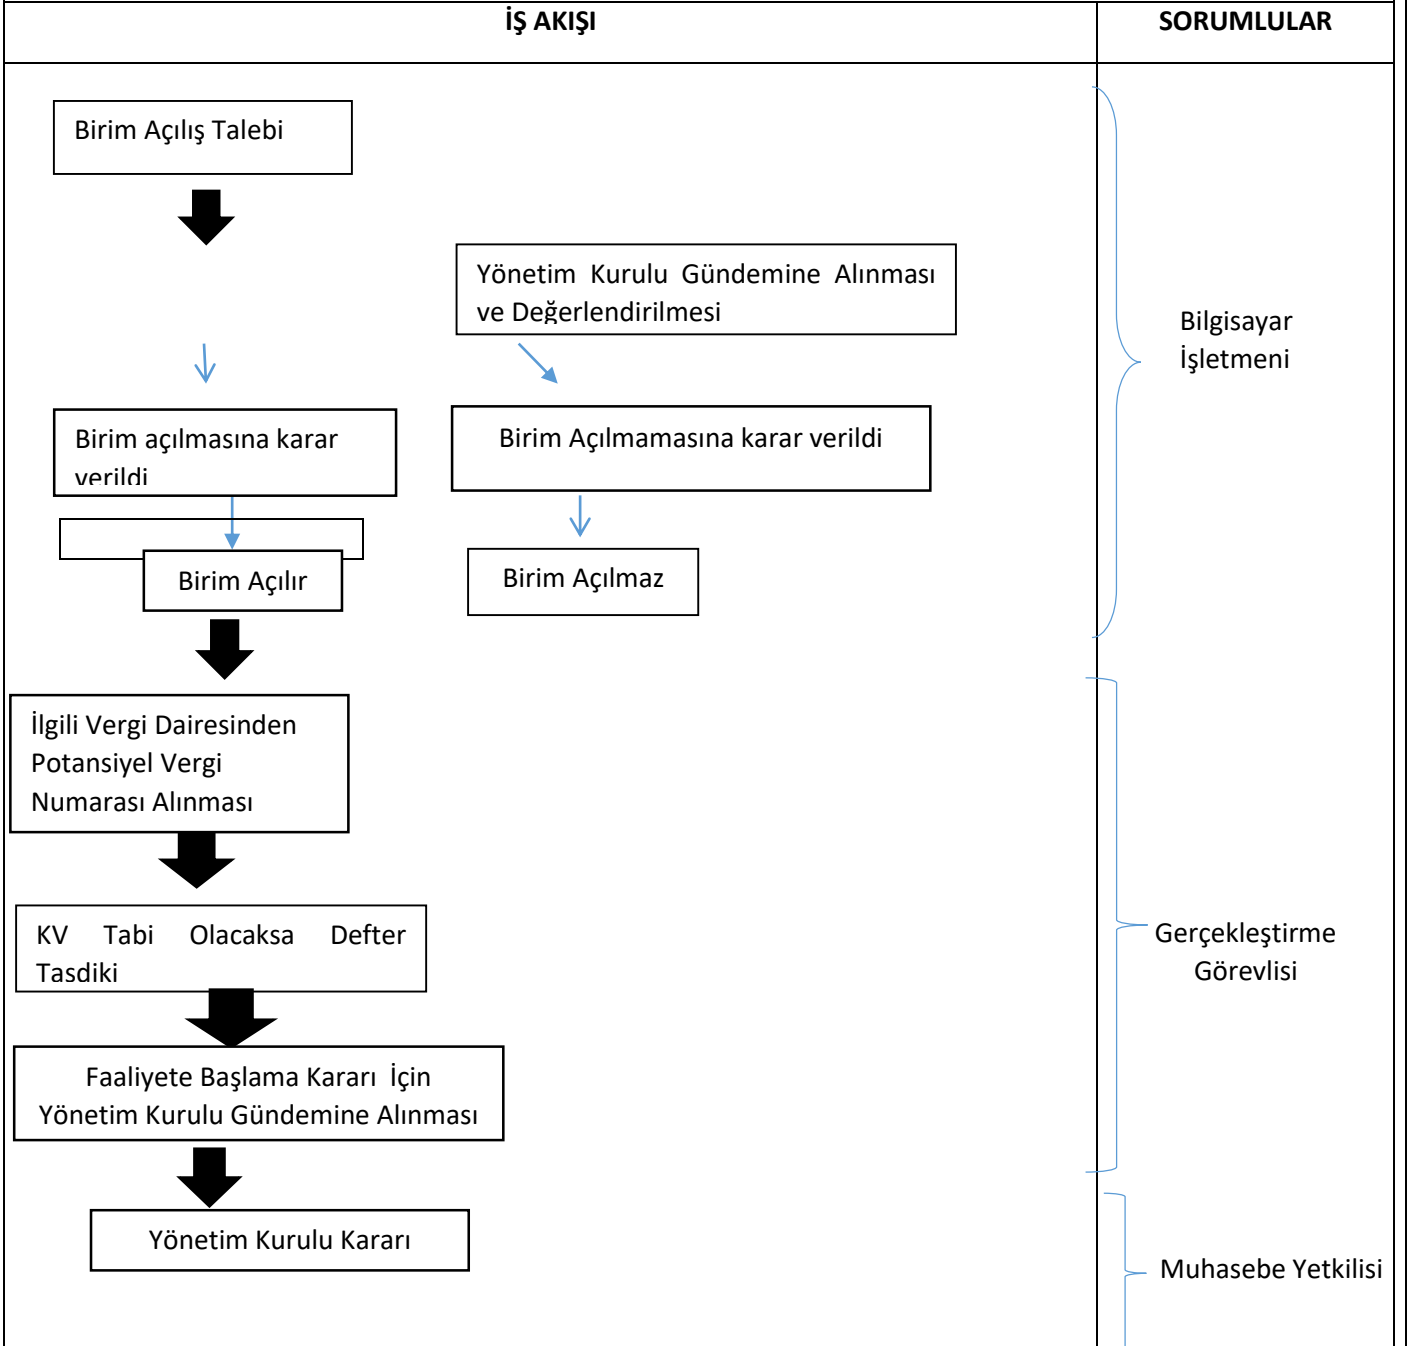 İŞ AKIŞI
SORUMLULAR
Birim Açılış Talebi
Yönetim Kurulu Gündemine Alınması
ve Değerlendirilmesi
Bilgisayar
İşletmeni
Birim açılmasına karar
verildi
Birim Açılmamasına karar verildi
Birim Açılır
Birim Açılmaz
İlgili Vergi Dairesinden
Potansiyel Vergi
Numarası Alınması
KV Tabi Olacaksa Defter
Tasdiki
Gerçekleştirme
Görevlisi
Faaliyete Başlama Kararı İçin
Yönetim Kurulu Gündemine Alınması
Yönetim Kurulu Kararı
Muhasebe Yetkilisi